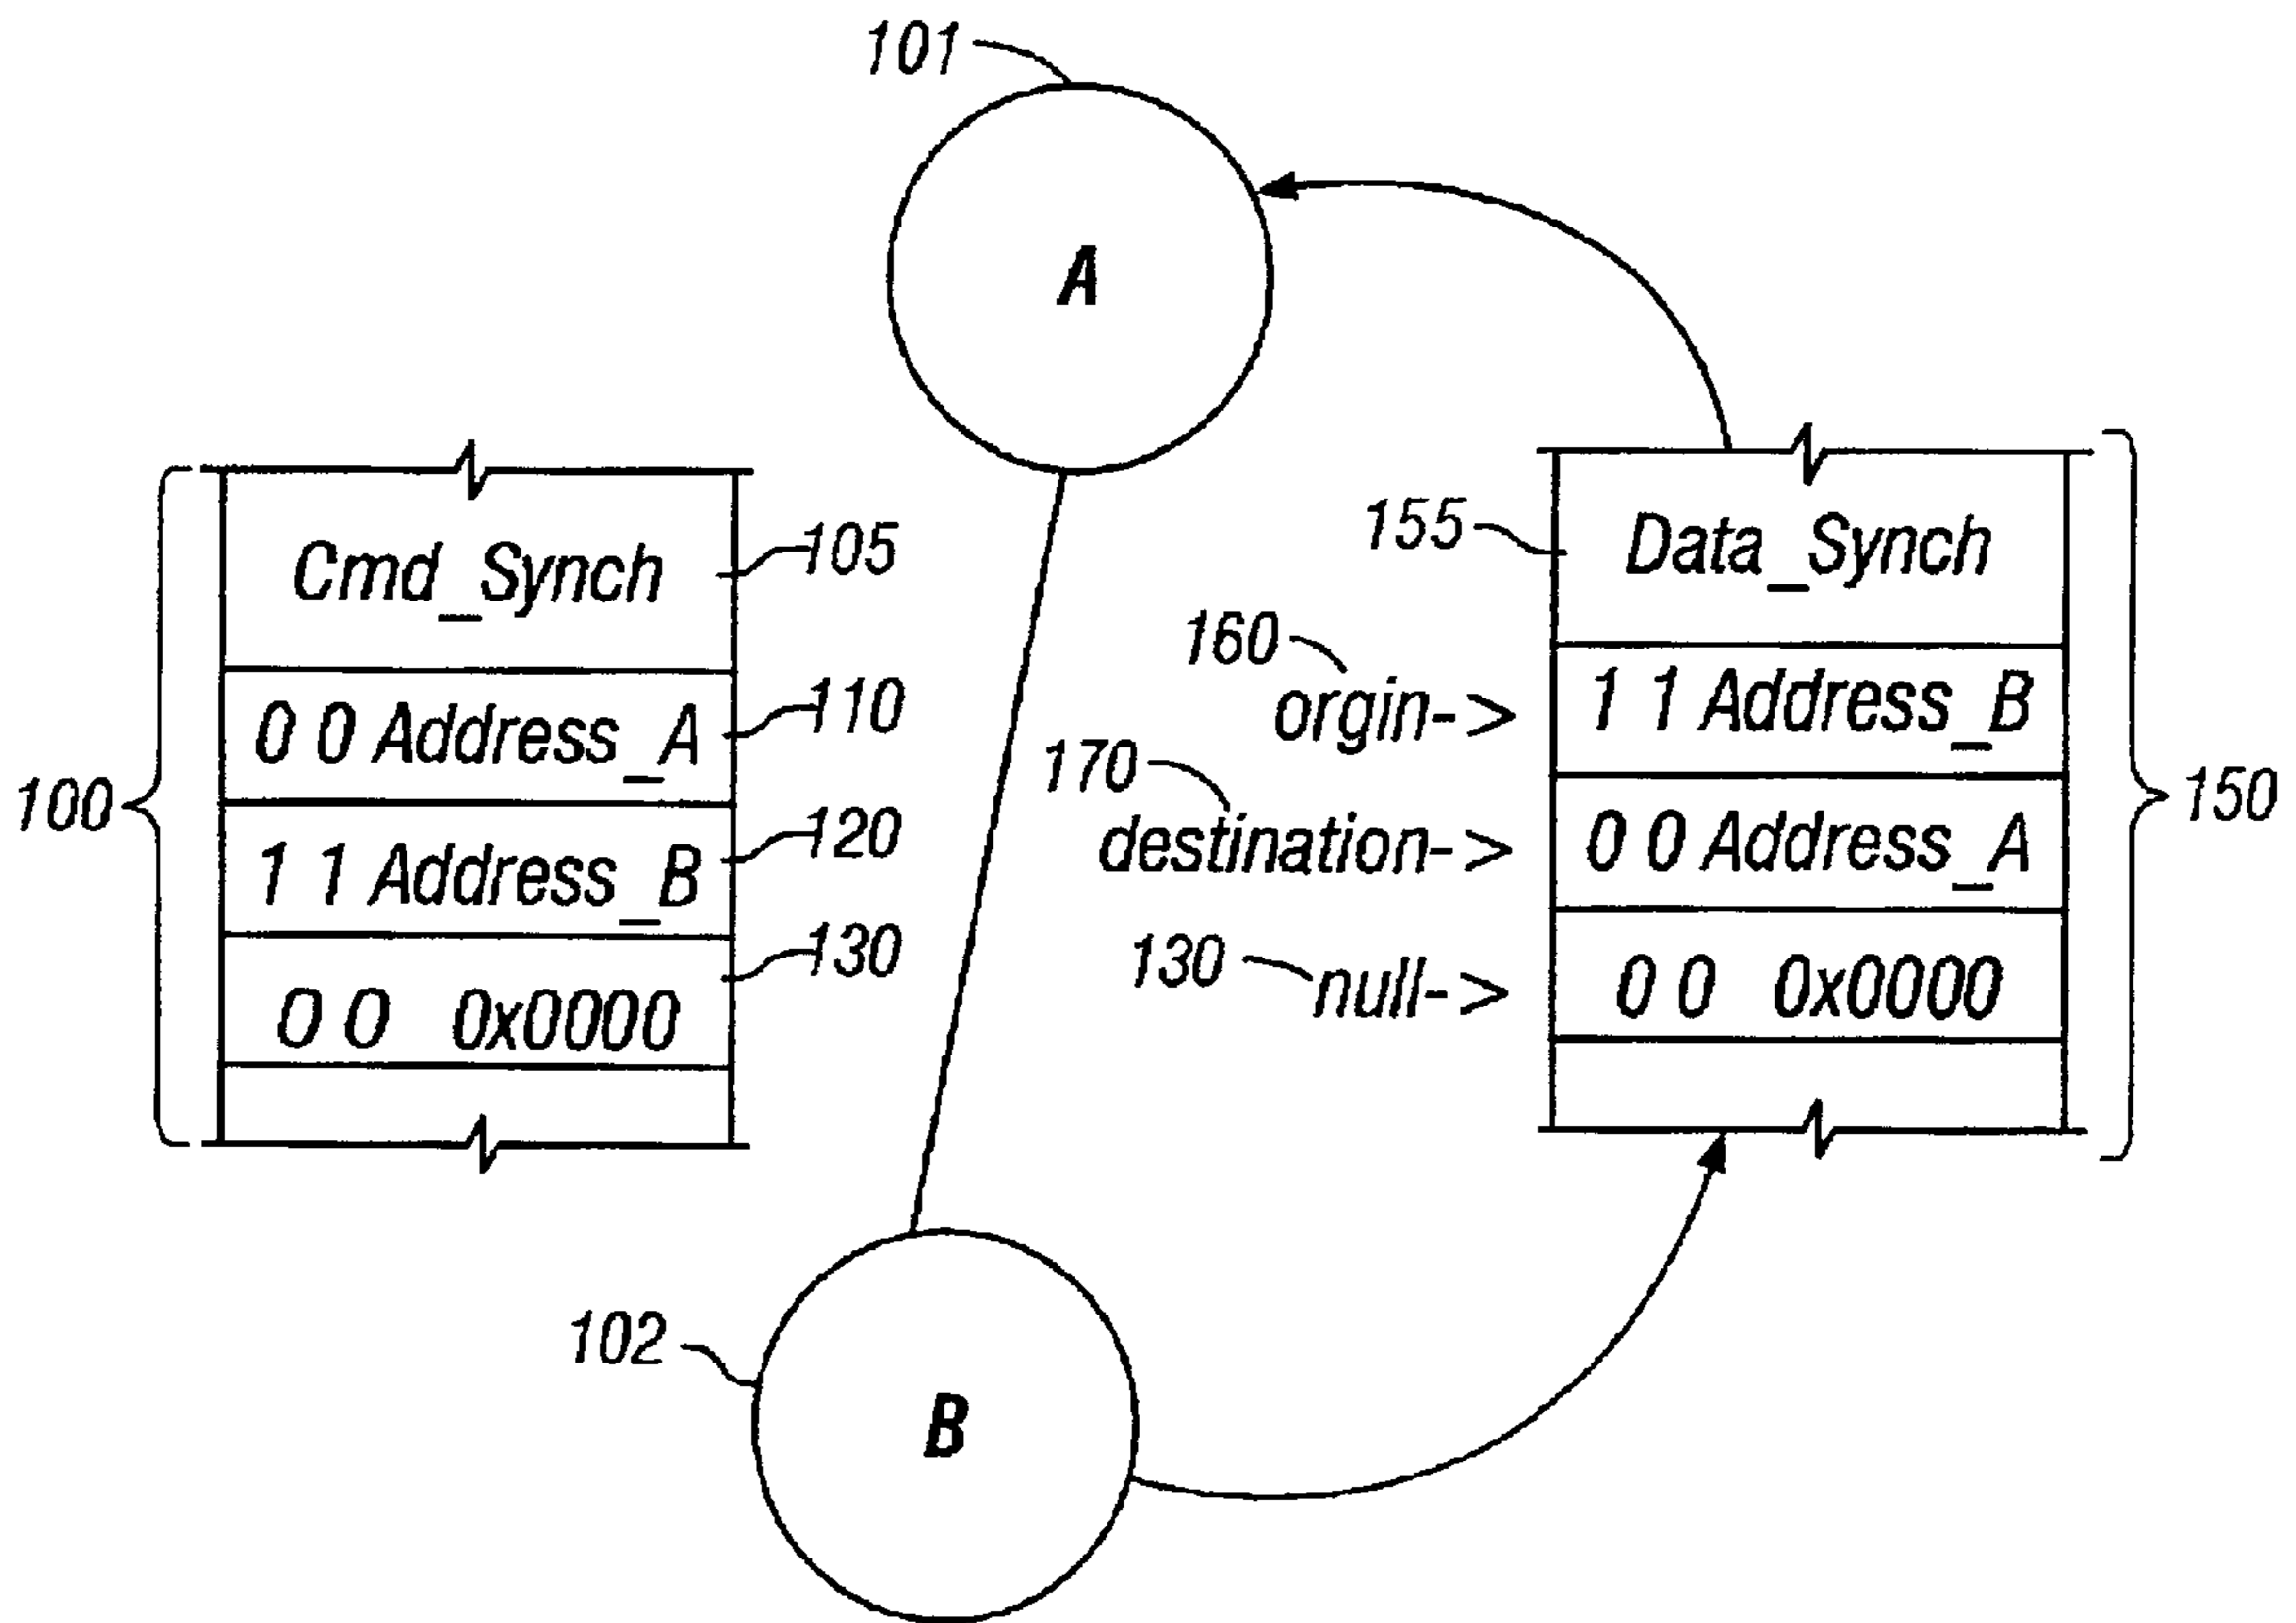 101
A
Cmd_Synch
105
0 0 Address_A
110
100
1 1 Address_B
120
130
0 0 0x0000
155
Data_Synch
160
orgin->
1 1 Address_B
170
destination->
0 0 Address_A
150
130
null->
0 0 0x0000
102
B